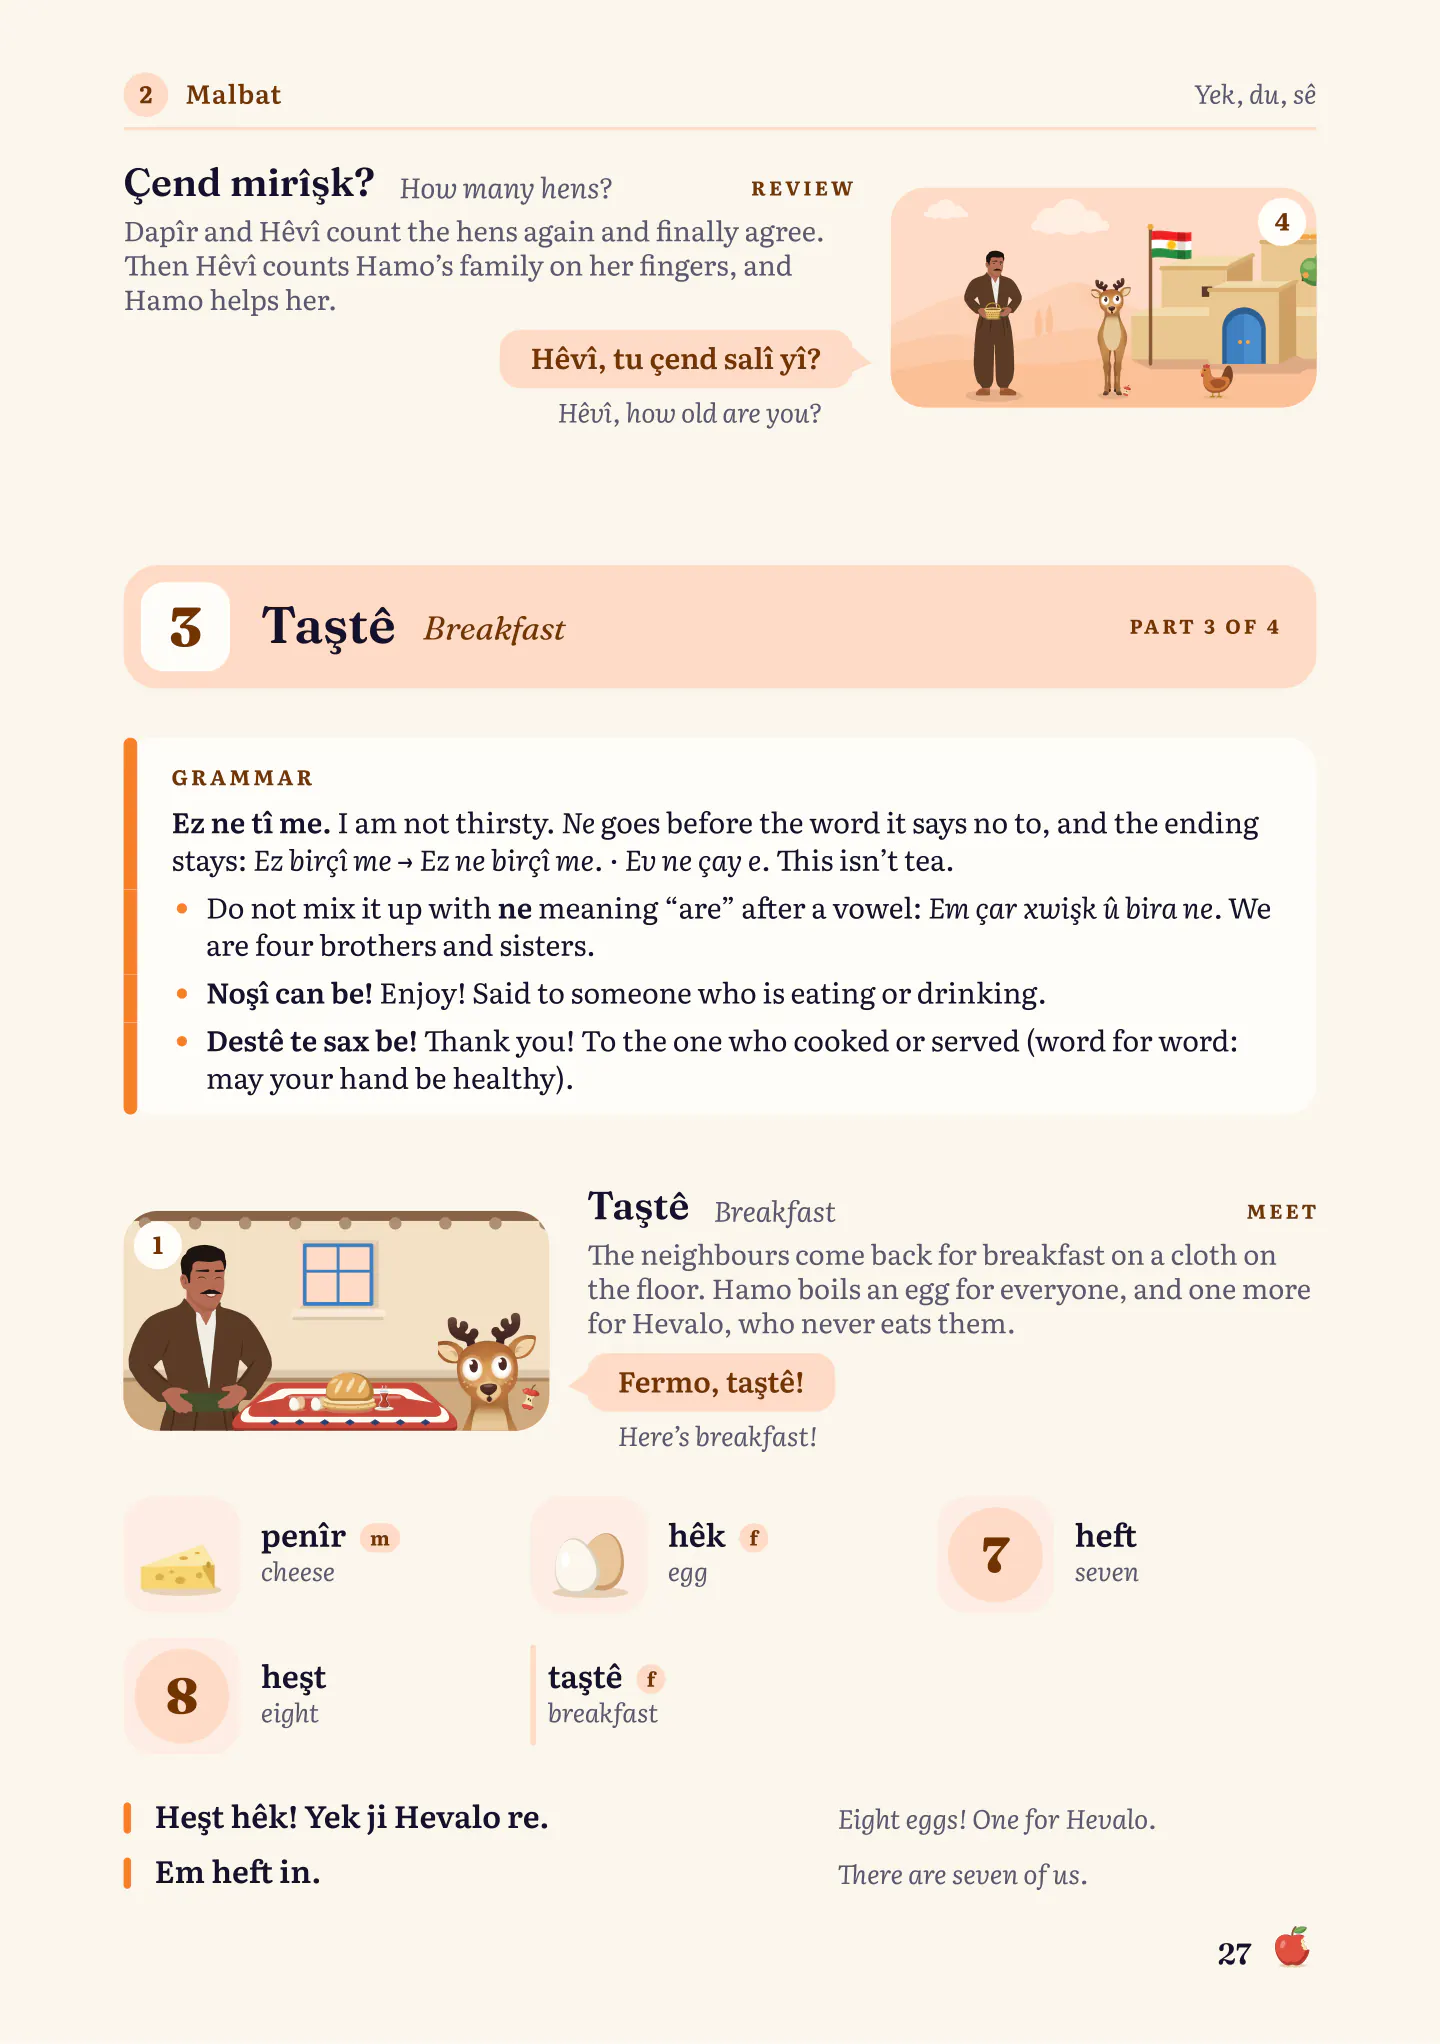 2 Malbat
Yek, du, sê
Çend mirîşk? How many hens? REVIEW
Dapîr and Hêvî count the hens again and finally agree.
Then Hêvî counts Hamo’s family on her fingers, and
Hamo helps her.
Hêvî, tu çend salî yî?
Hêvî, how old are you?
4
3 Taştê Breakfast PART 3 OF 4
GRAMMAR
Ez ne tî me. I am not thirsty. Ne goes before the word it says no to, and the ending
stays: Ez birçî me → Ez ne birçî me. · Ev ne çay e. This isn’t tea.
• Do not mix it up with ne meaning “are” after a vowel: Em çar xwişk û bira ne. We
are four brothers and sisters.
• Noşî can be! Enjoy! Said to someone who is eating or drinking.
• Destê te sax be! Thank you! To the one who cooked or served (word for word:
may your hand be healthy).
1
Taştê Breakfast MEET
The neighbours come back for breakfast on a cloth on
the floor. Hamo boils an egg for everyone, and one more
for Hevalo, who never eats them.
Fermo, taştê!
Here’s breakfast!
penîr m
cheese
hêk f
egg
7 heft
seven
8 heşt
eight
taştê f
breakfast
Heşt hêk! Yek ji Hevalo re. Eight eggs! One for Hevalo.
Em heft in. There are seven of us.
27